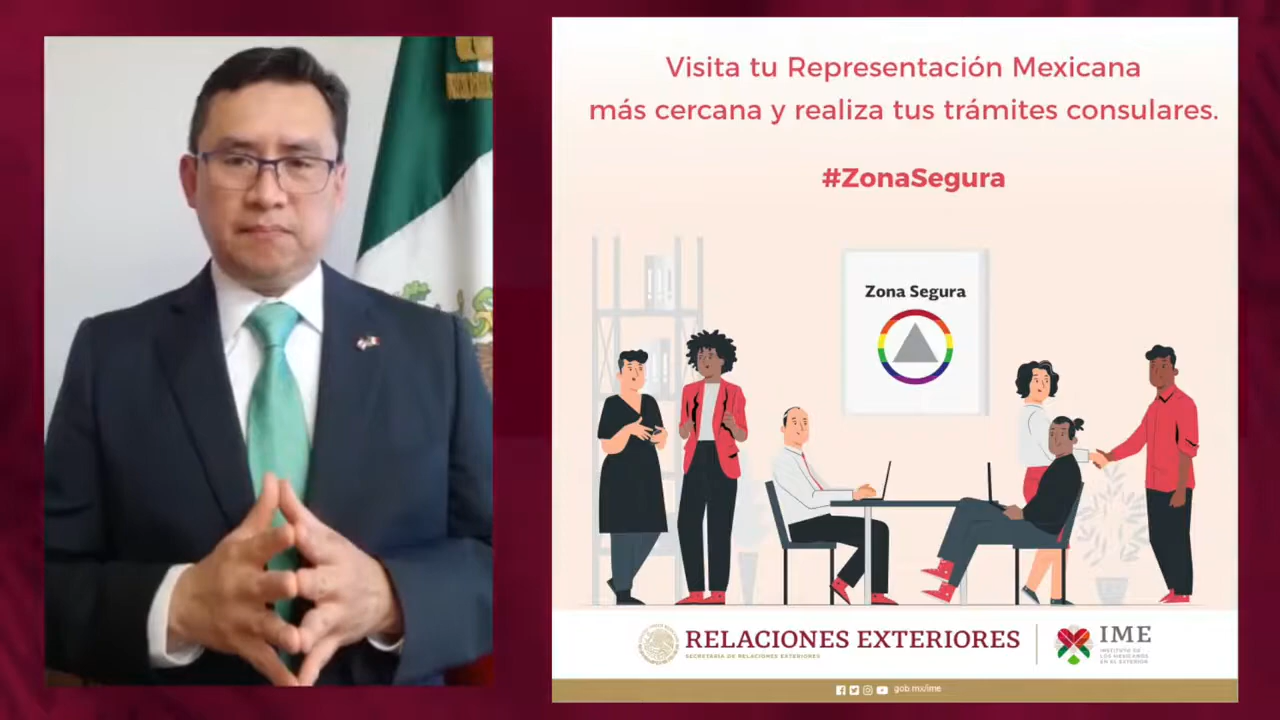 Visita tu Representación Mexicana
más cercana y realiza tus trámites consulares.
#ZonaSegura
Zona Segura
RELACIONES EXTERIORES
SECRETARÍA DE RELACIONES EXTERIORES
IME
INSTITUTO DE
LOS MEXICANOS
EN EL EXTERIOR
gob.mx/ime